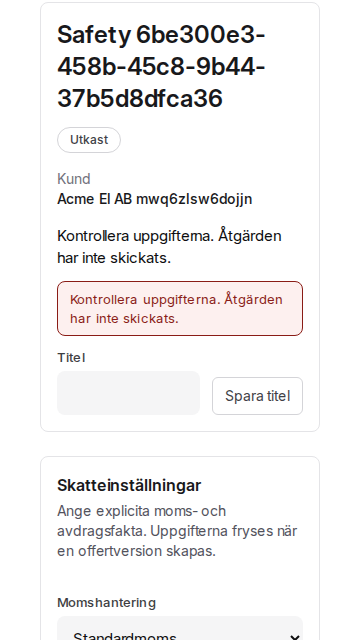 Safety 6be300e3-
458b-45c8-9b44-
37b5d8dfca36
Utkast
Kund
Acme El AB mwq6zlsw6dojjn
Kontrollera uppgifterna. Åtgärden
har inte skickats.
Kontrollera uppgifterna. Åtgärden
har inte skickats.
Titel
Spara titel
Skatteinställningar
Ange explicita moms- och
avdragsfakta. Uppgifterna fryses när
en offertversion skapas.
Momshantering
Standardmoms